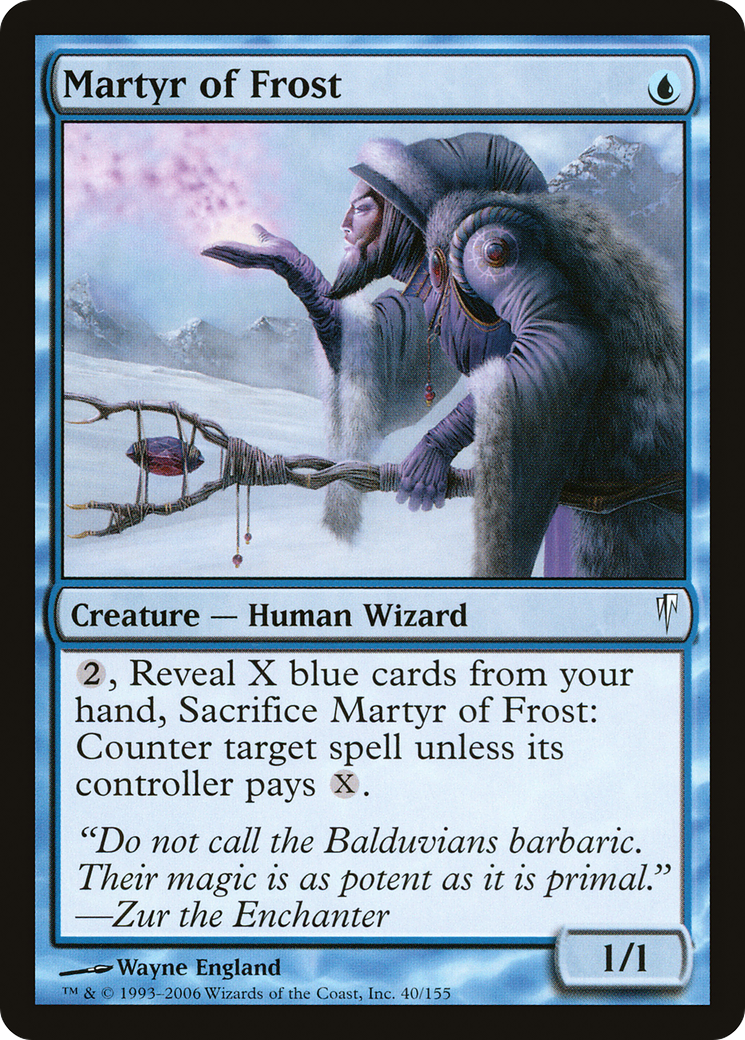 Martyr of Frost
Creature — Human Wizard
2, Reveal X blue cards from your
hand, Sacrifice Martyr of Frost:
Counter target spell unless its
controller pays X.
“Do not call the Balduvians barbaric.
Their magic is as potent as it is primal.”
—Zur the Enchanter
1/1
Wayne England
™ & © 1993–2006 Wizards of the Coast, Inc. 40/155